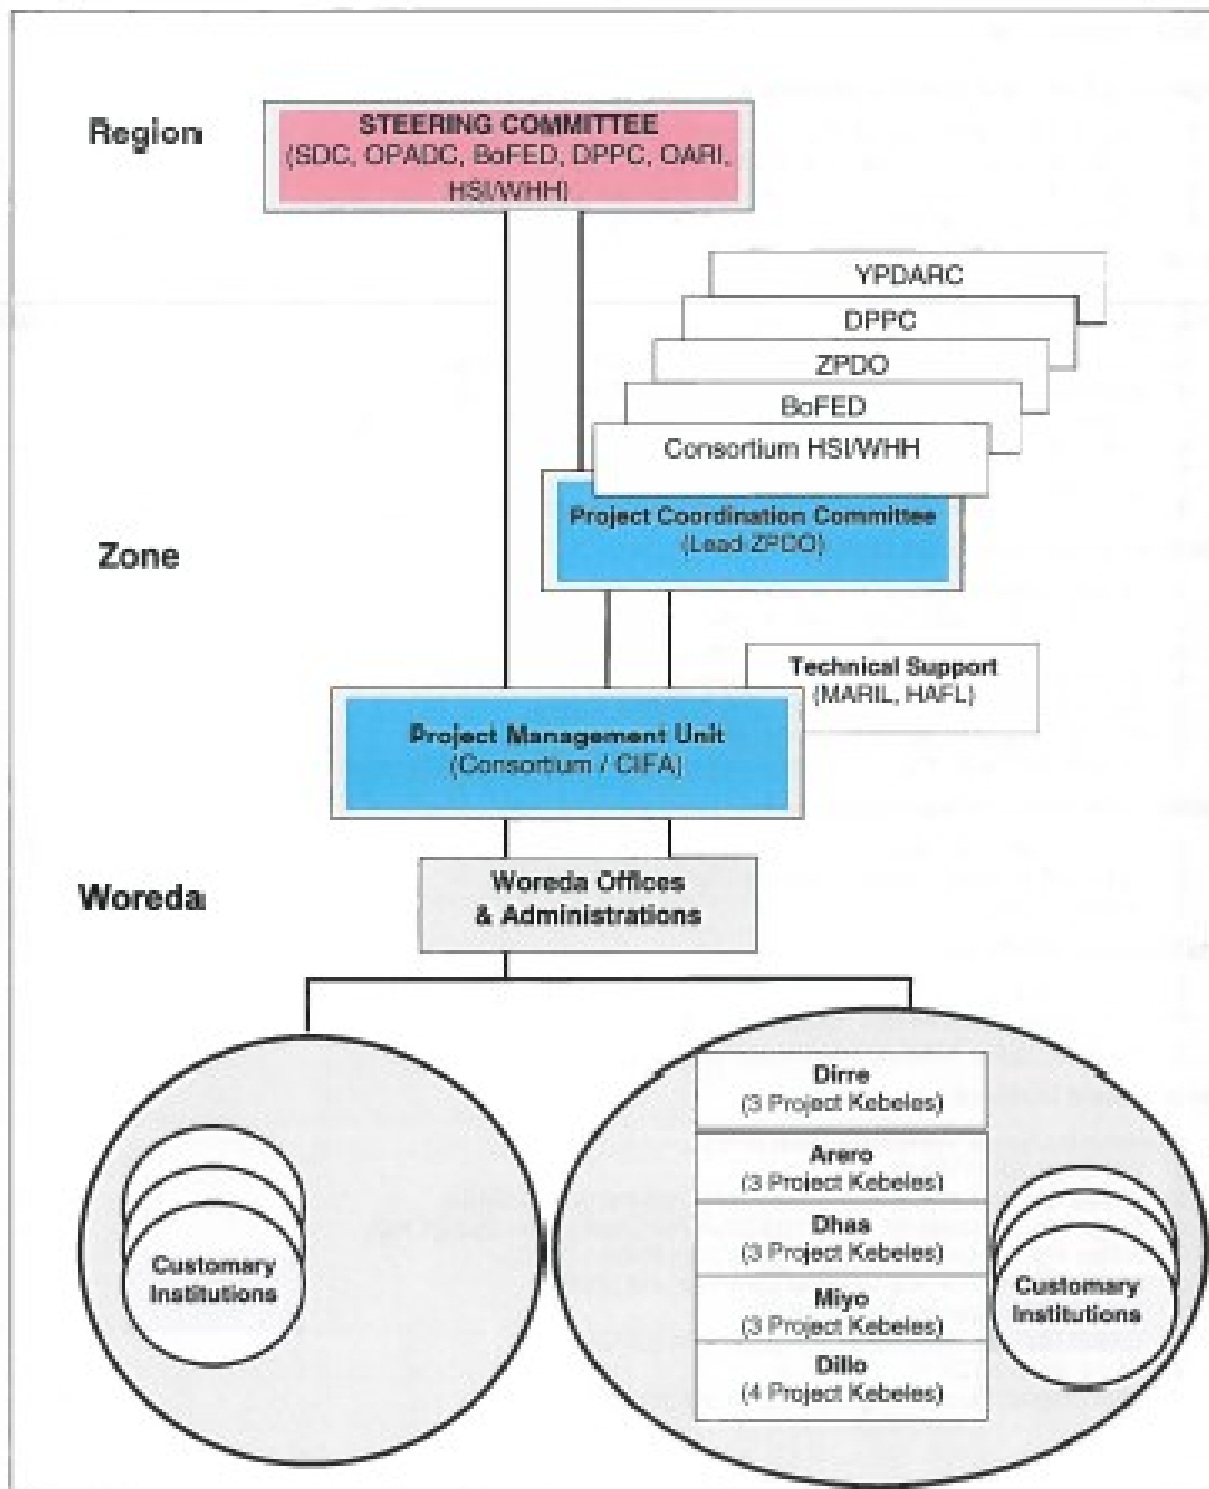 Region
STEERING COMMITTEE
(SDC, OPADC, BoFED, DPPC, OARI,
HSI/WHH)
YPDARC
DPPC
ZPDO
BoFED
Consortium HSI/WHH
Project Coordination Committee
(Lead-ZPDO)
Zone
Technical Support
(MARIL, HAFL)
Project Management Unit
(Consortium / CIFA)
Woreda
Woreda Offices
& Administrations
Customary
Institutions
Dirre
(3 Project Kebeles)
Arero
(3 Project Kebeles)
Dhas
(3 Project Kebeles)
Miyo
(3 Project Kebeles)
Dillo
(4 Project Kebeles)
Customary
Institutions